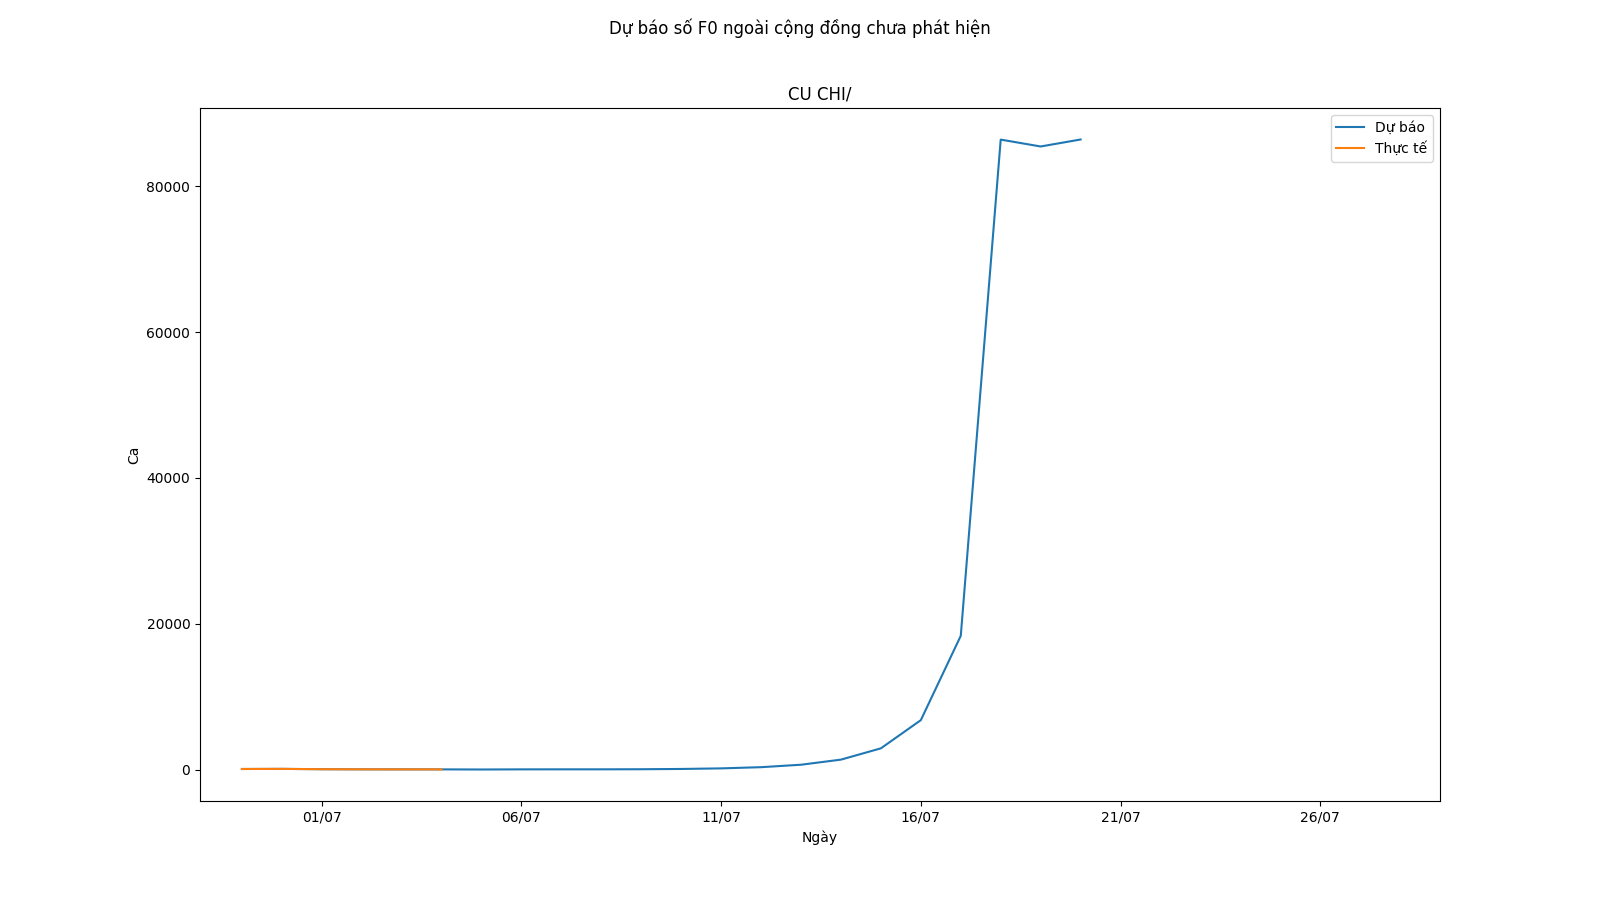 Dự báo số F0 ngoài cộng đồng chưa phát hiện
CU CHI/
Dự báo
Thực tế
80000
60000
40000
20000
0
Ca
01/07
06/07
11/07
16/07
21/07
26/07
Ngày